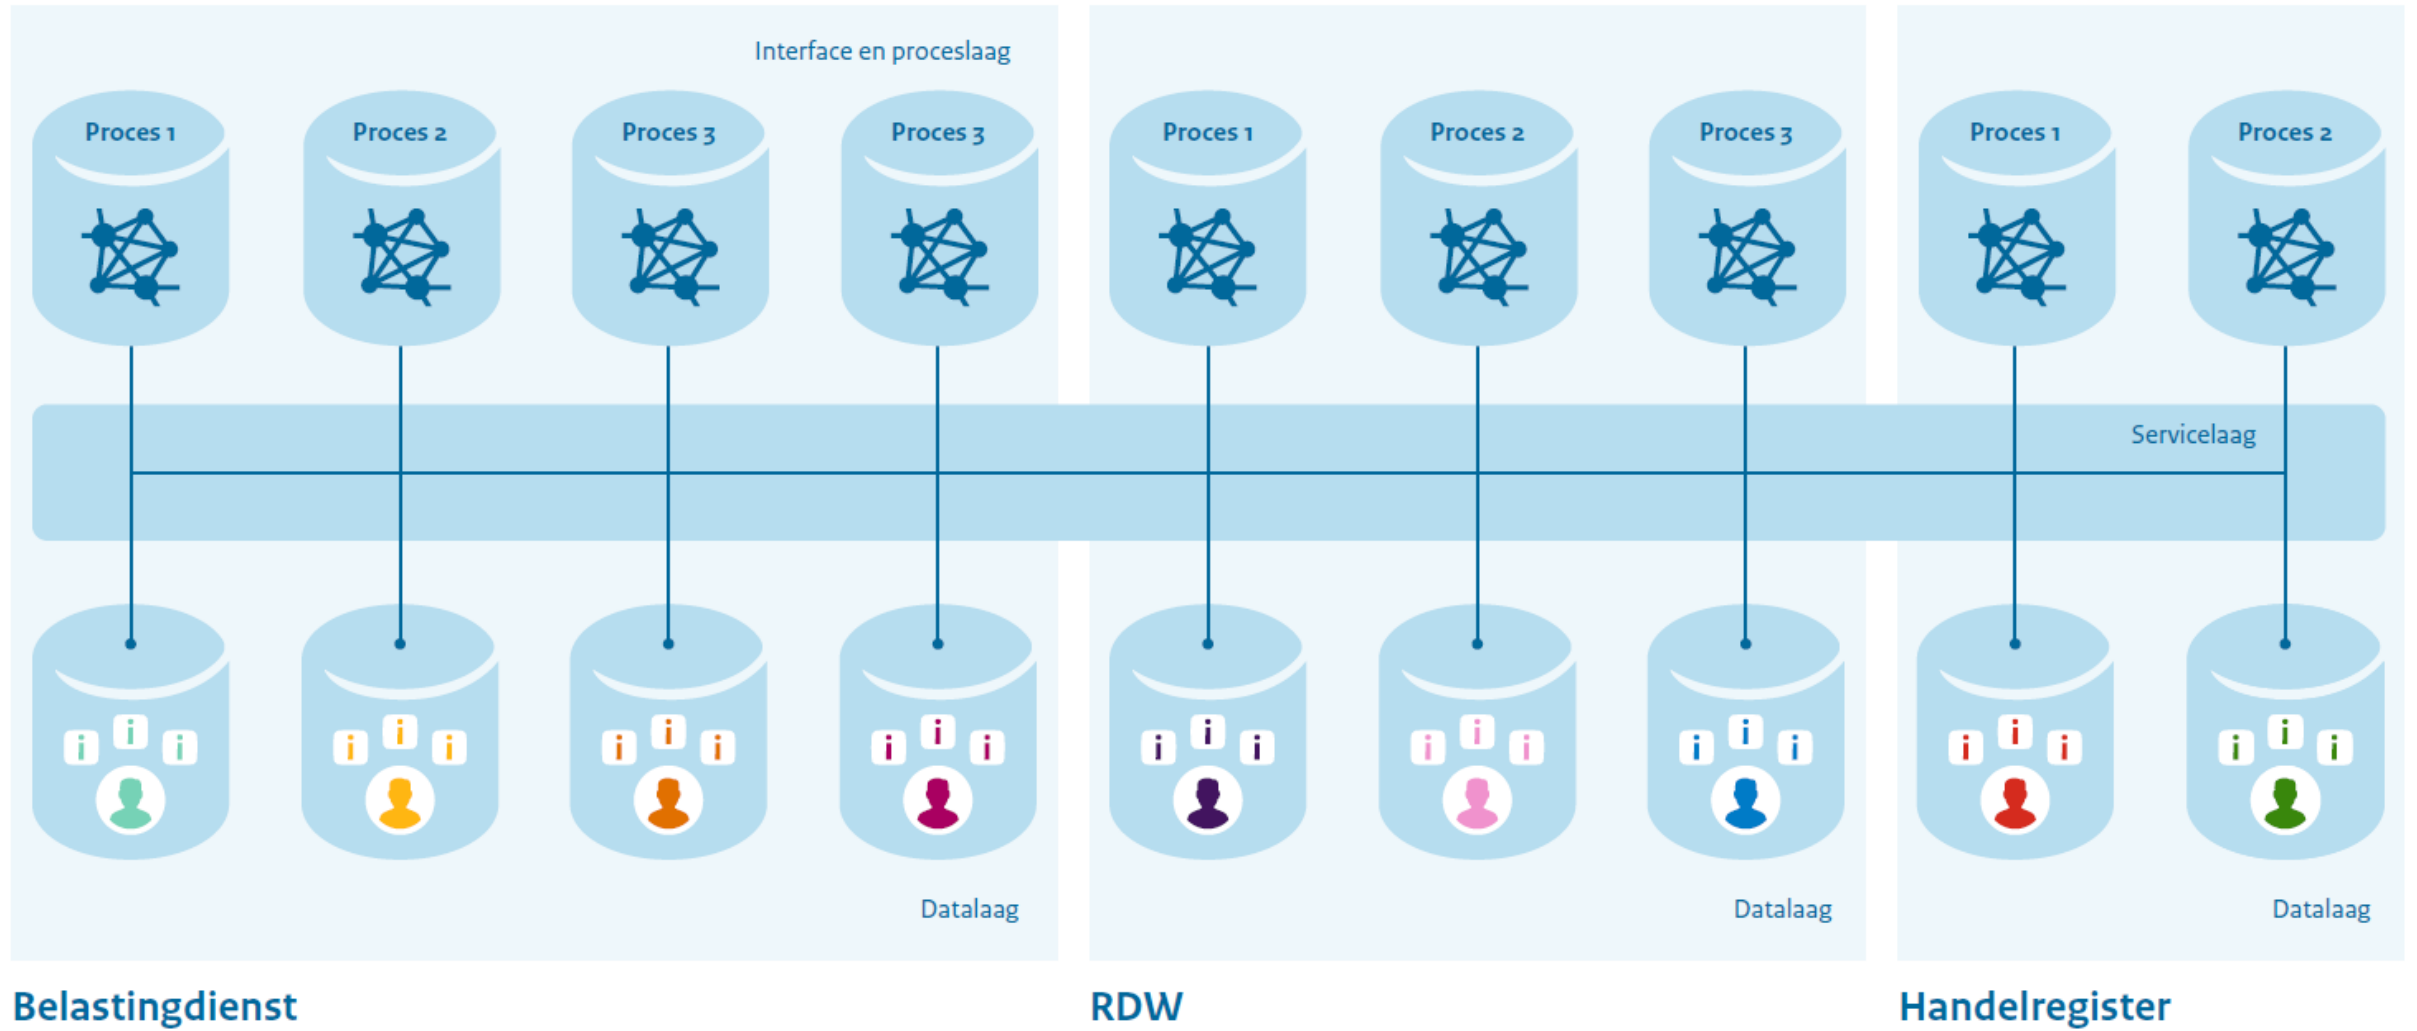 Interface en proceslaag
Proces 1
Proces 2
Proces 3
Proces 3
Proces 1
Proces 2
Proces 3
Proces 1
Proces 2
Servicelaag
i i i
i i i
i i i
i i i
i i i
i i i
i i i
i i i
i i i
Datalaag
Datalaag
Datalaag
Belastingdienst
RDW
Handelregister